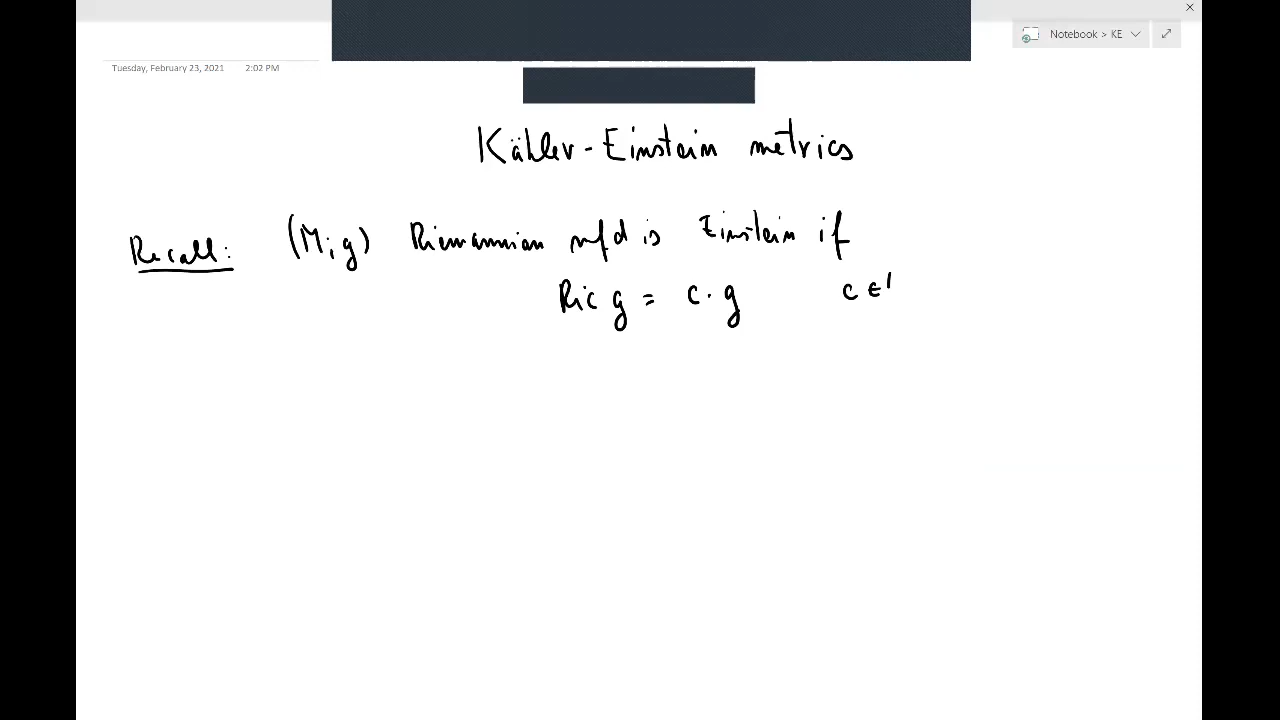 Notebook > KE
Tuesday, February 23, 2021 2:02 PM
Kähler-Einstein metrics
Recall: (M, g) Riemannian mfd is Einstein if
Ric g = c · g c ∈